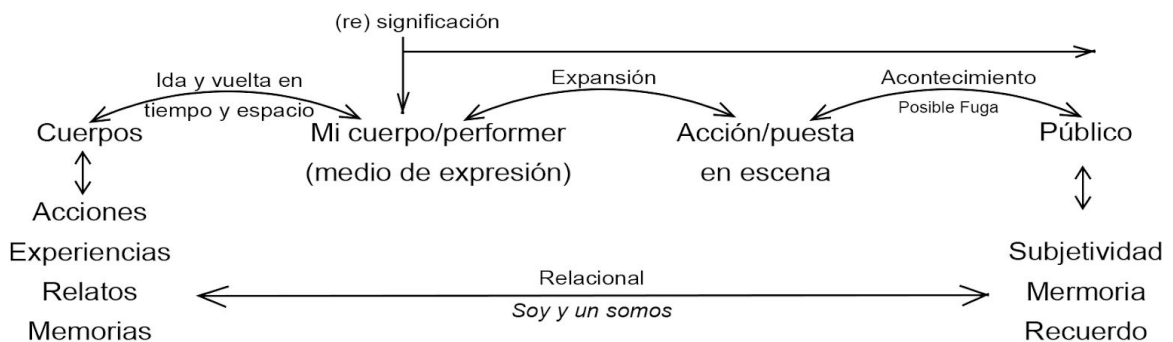 (re) significación
Ida y vuelta en
tiempo y espacio
Expansión
Acontecimiento
Posible Fuga
Cuerpos
Mi cuerpo/performer
(medio de expresión)
Acción/puesta
en escena
Público
Acciones
Experiencias
Relatos
Memorias
Relacional
Soy y un somos
Subjetividad
Mermoria
Recuerdo